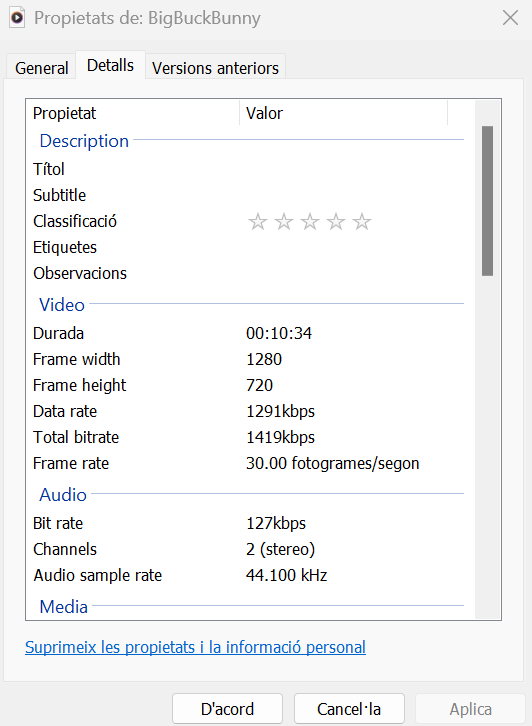 Propietats de: BigBuckBunny
General Detalls Versions anteriors
Propietat Valor
Description
Títol
Subtitle
Classificació
Etiquetes
Observacions
Video
Durada 00:10:34
Frame width 1280
Frame height 720
Data rate 1291kbps
Total bitrate 1419kbps
Frame rate 30.00 fotogrames/segon
Audio
Bit rate 127kbps
Channels 2 (stereo)
Audio sample rate 44.100 kHz
Media
Suprimeix les propietats i la informació personal
D'acord Cancel·la Aplica